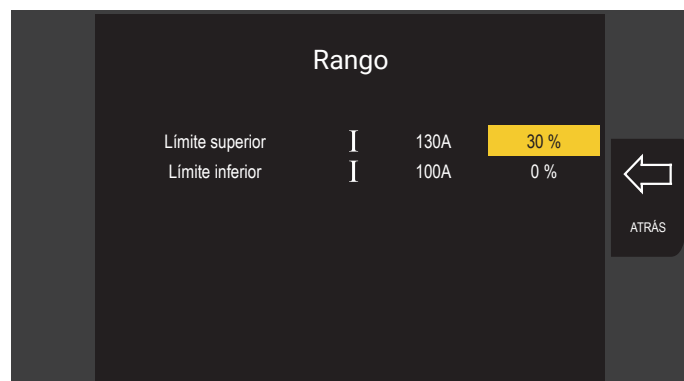 Rango
Límite superior I 130A 30 %
Límite inferior I 100A 0 %
ATRÁS